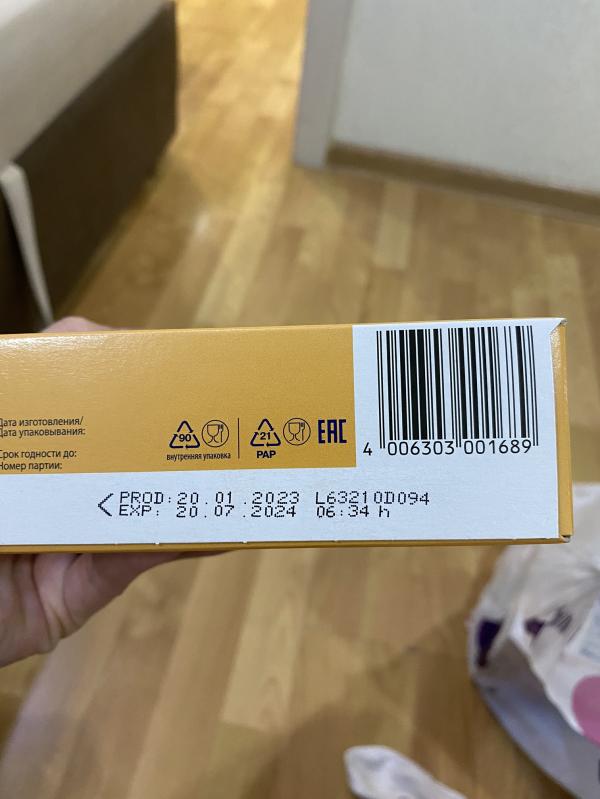 Дата изготовления/
Дата упаковывания:
Срок годности до:
Номер партии:
90
внутренняя упаковка
21
PAP
EAC
4 006303 001689
PROD: 20.01.2023 L63210D094
EXP: 20.07.2024 06:34 h